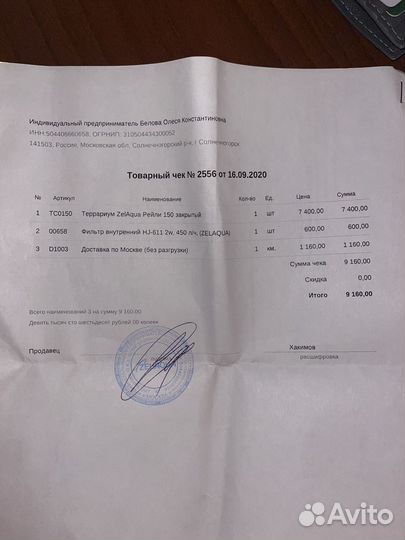 Индивидуальный предприниматель Белова Олеся Константиновна
ИНН 504408660658, ОГРНИП: 310504434300052
141503, Россия, Московская обл, Солнечногорский р-н, г Солнечногорск
Товарный чек № 2556 от 16.09.2020
№ Артикул Наименование Кол-во Ед. Цена Сумма
1 TC0150 Террариум ZelAqua Рейли 150 закрытый 1 шт 7 400,00 7 400,00
2 00658 Фильтр внутренний HJ-611 2w, 450 л/ч, (ZELAQUA) 1 шт 600,00 600,00
3 D1003 Доставка по Москве (без разгрузки) 1 км. 1 160,00 1 160,00
Сумма чека 9 160,00
Скидка 0,00
Итого 9 160,00
Всего наименований 3 на сумму 9 160.00
Девять тысяч сто шестьдесят рублей 00 копеек
Продавец Хакимов
расшифровка
Avito